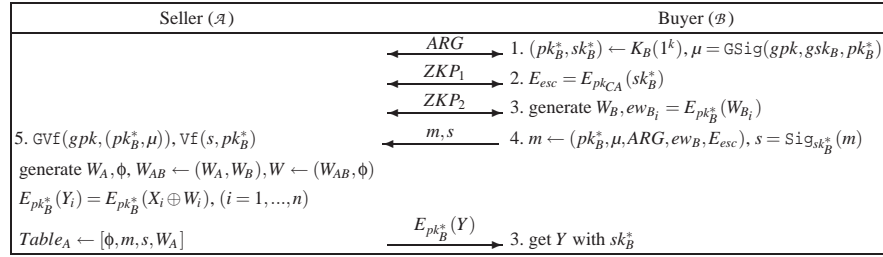 Seller (𝒜) Buyer (ℬ)
ARG 1. (pk*_B, sk*_B) ← K_B(1^k), μ = GSig(gpk, gsk_B, pk*_B)
ZKP_1 2. E_esc = E_{pk_CA}(sk*_B)
ZKP_2 3. generate W_B, ew_{B_i} = E_{pk*_B}(W_{B_i})
5. GVf(gpk, (pk*_B, μ)), Vf(s, pk*_B) m, s 4. m ← (pk*_B, μ, ARG, ew_B, E_esc), s = Sig_{sk*_B}(m)
generate W_A, ϕ, W_AB ← (W_A, W_B), W ← (W_AB, ϕ)
E_{pk*_B}(Y_i) = E_{pk*_B}(X_i ⊕ W_i), (i = 1, ..., n)
Table_A ← [ϕ, m, s, W_A] E_{pk*_B}(Y) 3. get Y with sk*_B